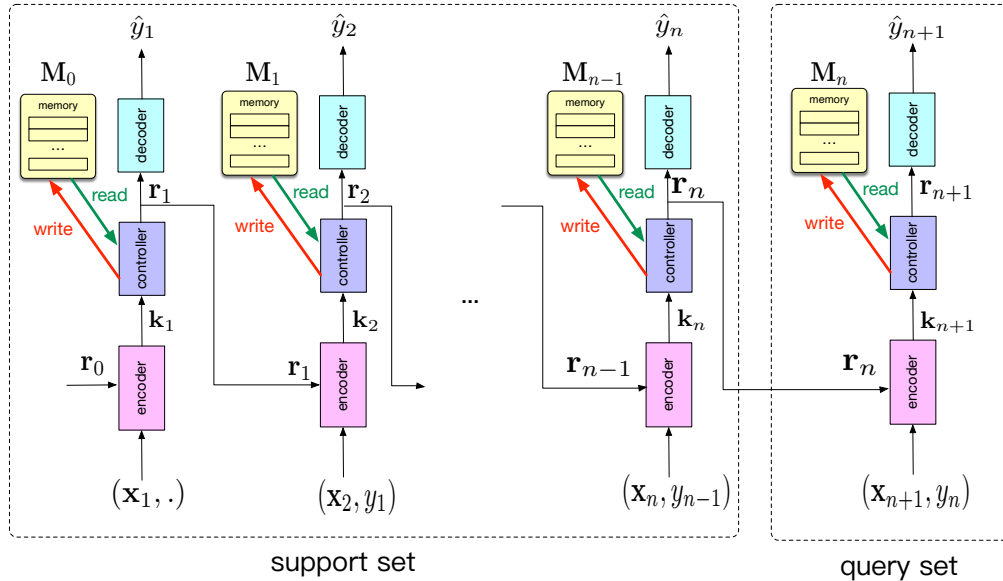 ŷ₁ ŷ₂ ŷₙ ŷₙ₊₁
M₀ M₁ Mₙ₋₁ Mₙ
memory memory memory memory
... ... ... ...
decoder decoder decoder decoder
r₁ r₂ rₙ rₙ₊₁
read read read read
write write write write
controller controller controller controller
...
k₁ k₂ kₙ kₙ₊₁
r₀ r₁ rₙ₋₁ rₙ
encoder encoder encoder encoder
(x₁, .) (x₂, y₁) (xₙ, yₙ₋₁) (xₙ₊₁, yₙ)
support set
query set